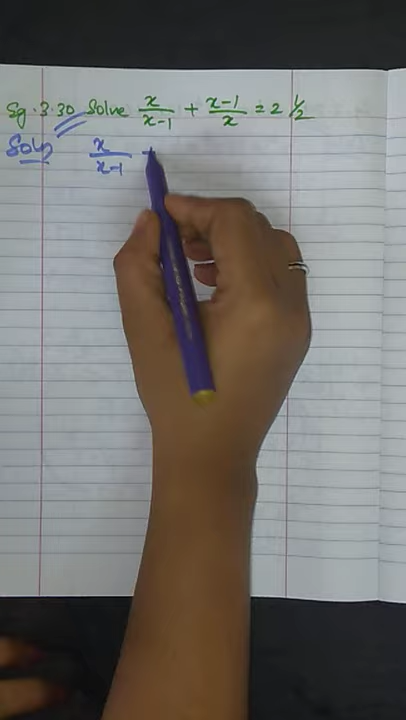 Eg.3.30 Solve x/(x-1) + (x-1)/x = 2 1/2
Soln x/(x-1) +